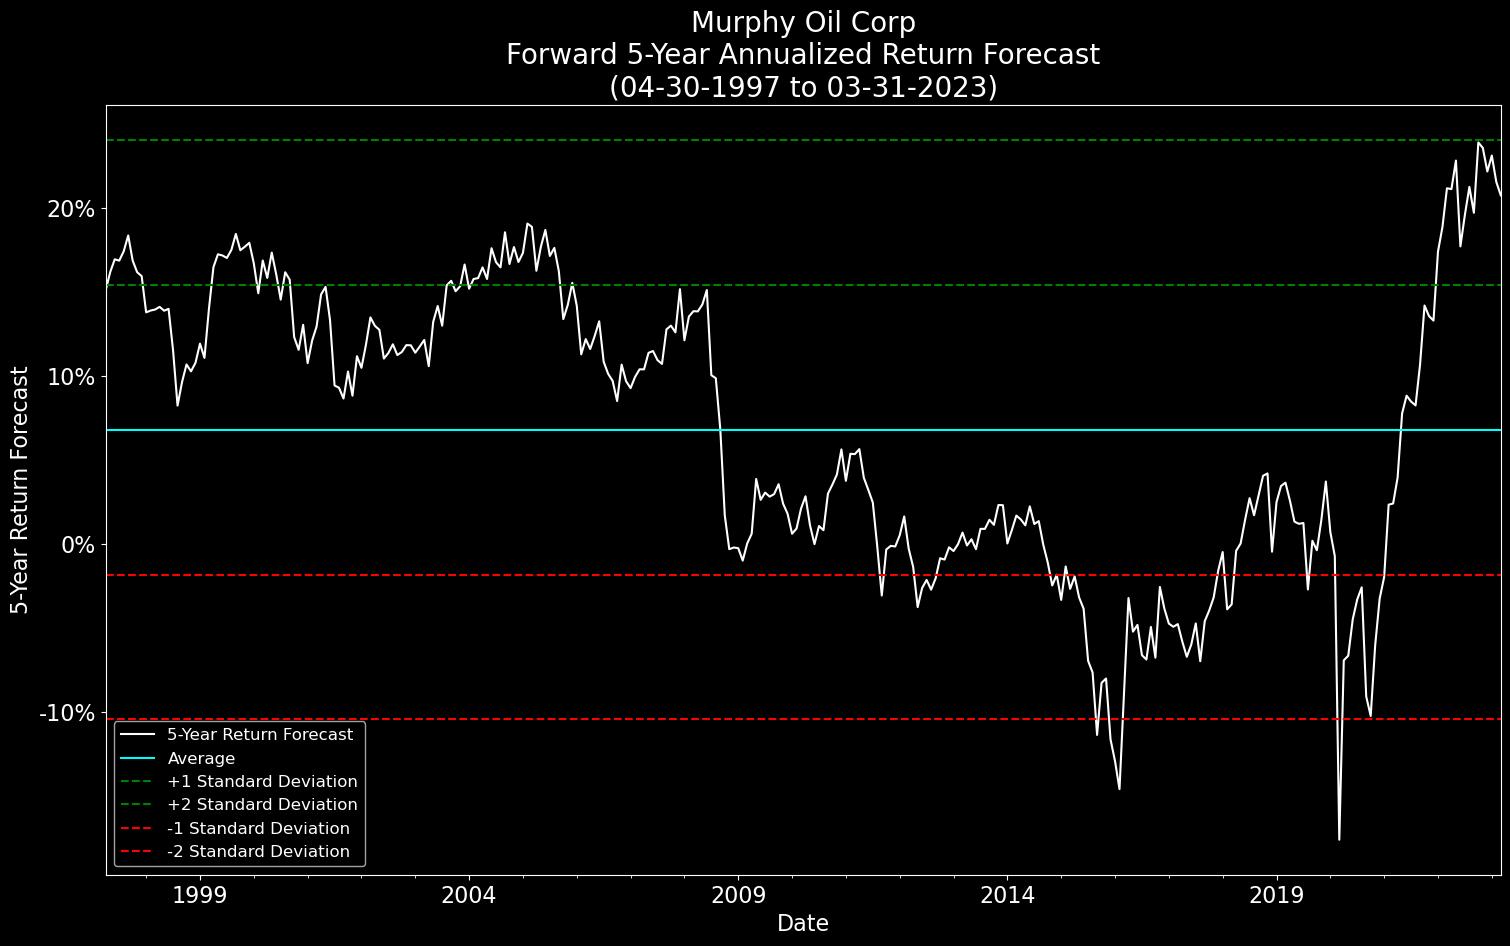 Murphy Oil Corp
Forward 5-Year Annualized Return Forecast
(04-30-1997 to 03-31-2023)
5-Year Return Forecast
20%
10%
0%
-10%
5-Year Return Forecast
Average
+1 Standard Deviation
+2 Standard Deviation
-1 Standard Deviation
-2 Standard Deviation
1999 2004 2009 2014 2019
Date